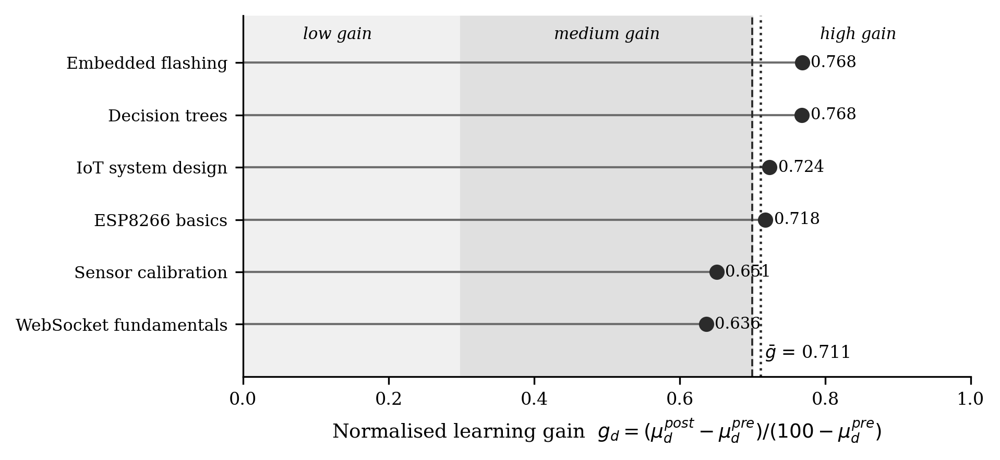 low gain medium gain high gain
Embedded flashing 0.768
Decision trees 0.768
IoT system design 0.724
ESP8266 basics 0.718
Sensor calibration 0.651
WebSocket fundamentals 0.636
ḡ = 0.711
0.0 0.2 0.4 0.6 0.8 1.0
Normalised learning gain g_d = (μ_d^{post} − μ_d^{pre})/(100 − μ_d^{pre})